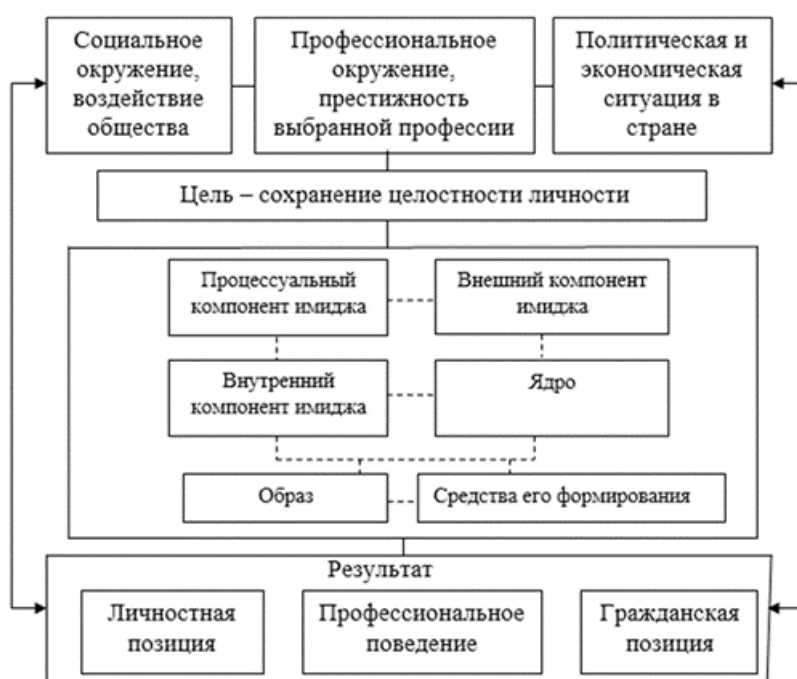 Социальное
окружение,
воздействие
общества
Профессиональное
окружение,
престижность
выбранной профессии
Политическая и
экономическая
ситуация в
стране
Цель – сохранение целостности личности
Процессуальный
компонент имиджа
Внешний компонент
имиджа
Внутренний
компонент имиджа
Ядро
Образ
Средства его формирования
Результат
Личностная
позиция
Профессиональное
поведение
Гражданская
позиция